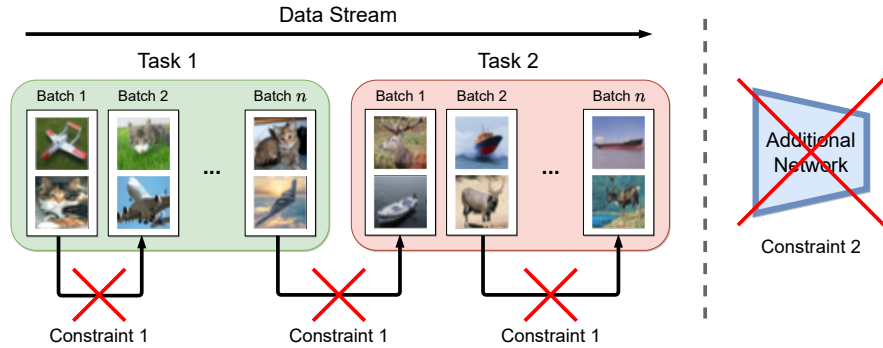 Data Stream
Task 1
Task 2
Batch 1
Batch 2
Batch n
Batch 1
Batch 2
Batch n
...
...
Additional
Network
Constraint 2
Constraint 1
Constraint 1
Constraint 1